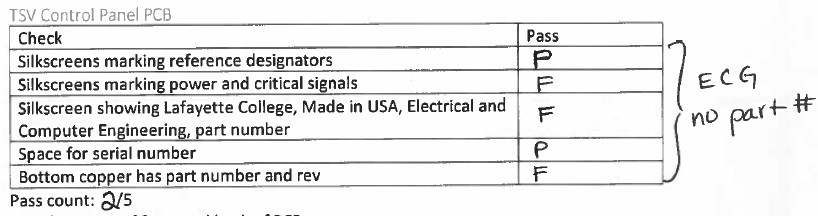 TSV Control Panel PCB
Check Pass
Silkscreens marking reference designators P
Silkscreens marking power and critical signals F
Silkscreen showing Lafayette College, Made in USA, Electrical and
Computer Engineering, part number F
Space for serial number P
Bottom copper has part number and rev F
ECG
no part #
Pass count: 2/5